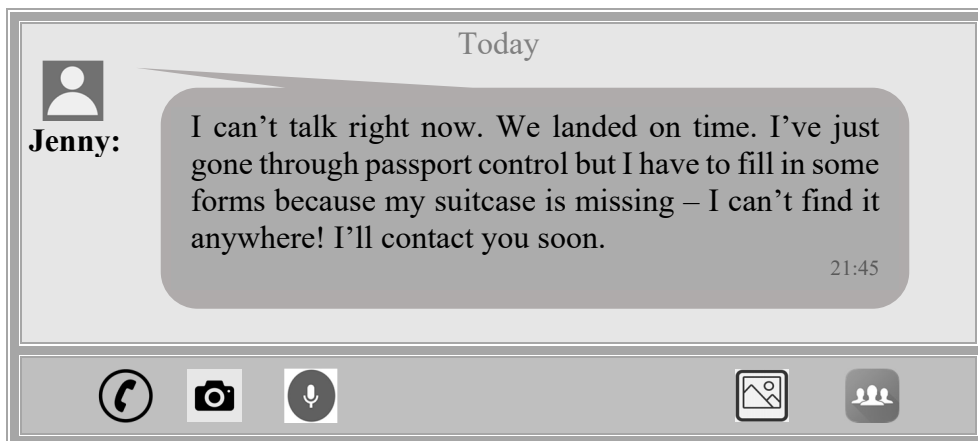 Today
Jenny:
I can’t talk right now. We landed on time. I’ve just
gone through passport control but I have to fill in some
forms because my suitcase is missing – I can’t find it
anywhere! I’ll contact you soon.
21:45